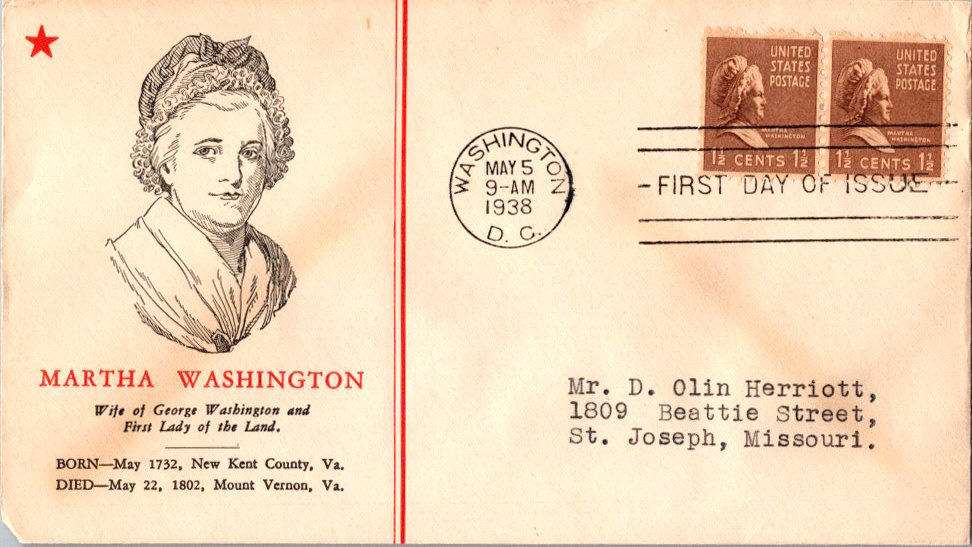 MARTHA WASHINGTON
Wife of George Washington and
First Lady of the Land.
BORN—May 1732, New Kent County, Va.
DIED—May 22, 1802, Mount Vernon, Va.
WASHINGTON
MAY 5
9-AM
1938
D. C.
UNITED
STATES
POSTAGE
MARTHA
WASHINGTON
1½ CENTS 1½
UNITED
STATES
POSTAGE
MARTHA
WASHINGTON
1½ CENTS 1½
FIRST DAY OF ISSUE
Mr. D. Olin Herriott,
1809 Beattie Street,
St. Joseph, Missouri.